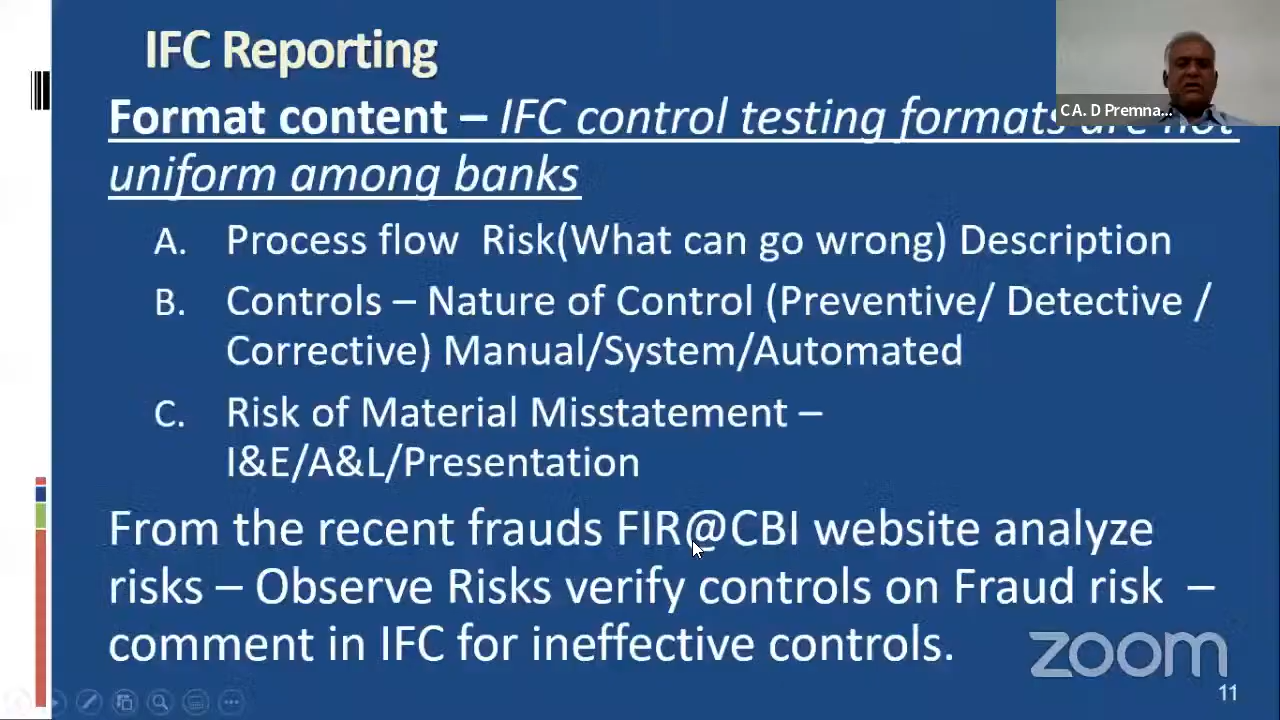 IFC Reporting
C A. D Premna...
Format content – IFC control testing formats are not
uniform among banks
A. Process flow Risk(What can go wrong) Description
B. Controls – Nature of Control (Preventive/ Detective /
Corrective) Manual/System/Automated
C. Risk of Material Misstatement –
I&E/A&L/Presentation
From the recent frauds FIR@CBI website analyze
risks – Observe Risks verify controls on Fraud risk –
comment in IFC for ineffective controls.
zoom
11